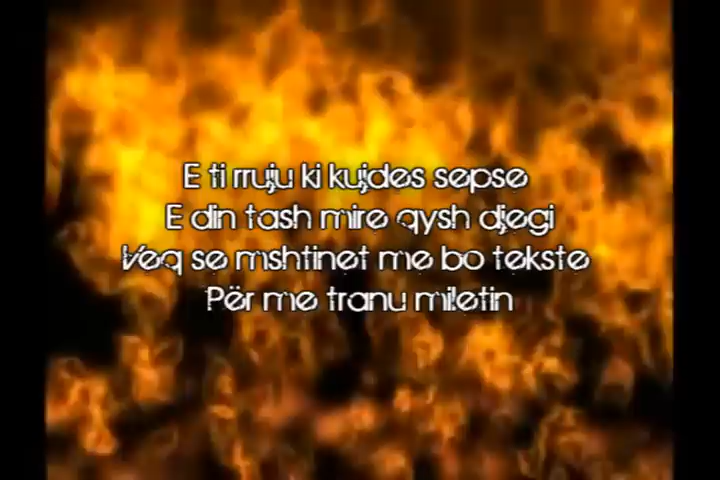 E ti rruju ki kujdes sepse
E din tash mire qysh djegi
Veq se mshtinet me bo tekste
Për me tranu miletin